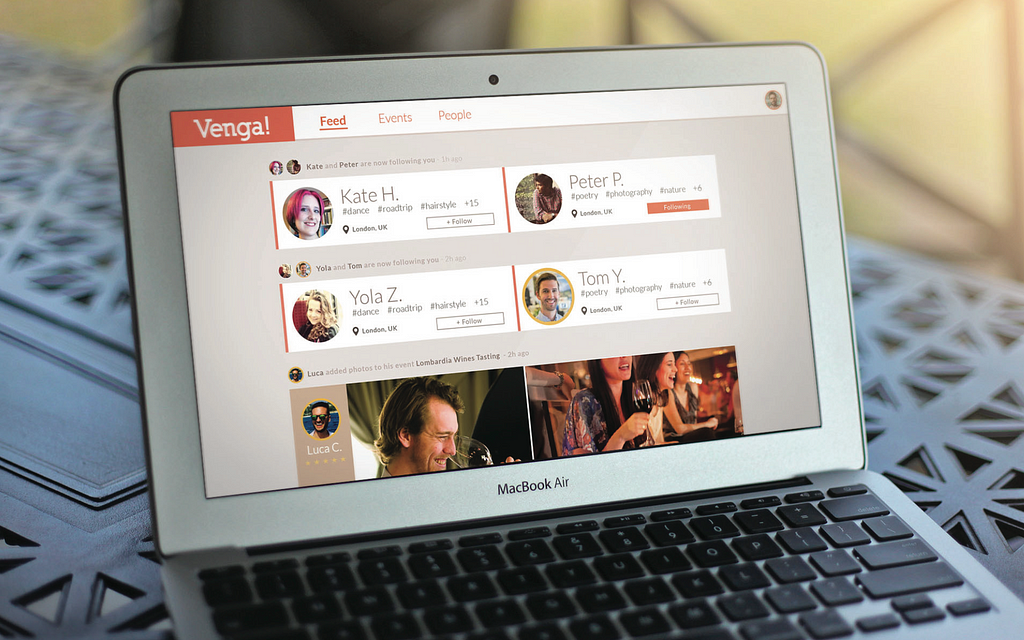 Venga!
Feed Events People
Kate and Peter are now following you · 1h ago
Kate H.
#dance #roadtrip #hairstyle +15
London, UK
+ Follow
Peter P.
#poetry #photography #nature +6
London, UK
Following
Yola and Tom are now following you · 2h ago
Yola Z.
#dance #roadtrip #hairstyle +15
London, UK
+ Follow
Tom Y.
#poetry #photography #nature +6
London, UK
+ Follow
Luca added photos to his event Lombardia Wines Tasting · 2h ago
Luca C.
MacBook Air